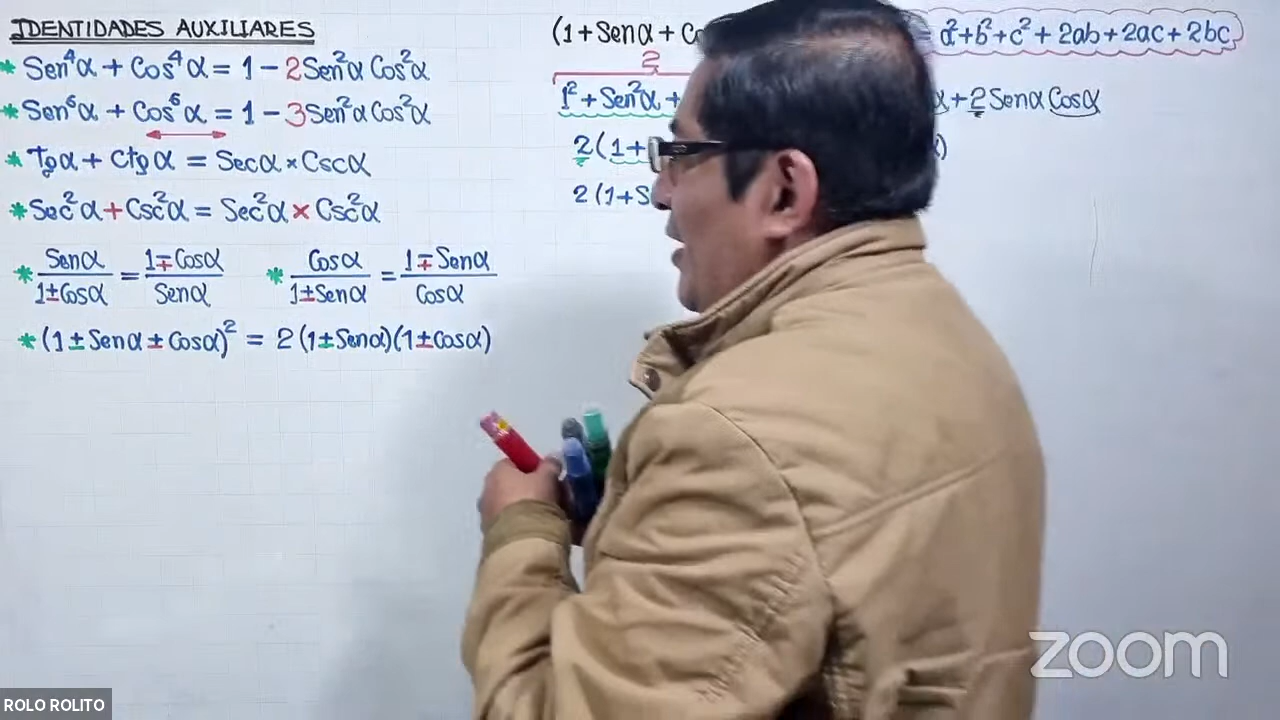 IDENTIDADES AUXILIARES
* Sen⁴α + Cos⁴α = 1 - 2Sen²α Cos²α
* Sen⁶α + Cos⁶α = 1 - 3Sen²α Cos²α
* Tgα + Ctgα = Secα × Cscα
* Sec²α + Csc²α = Sec²α × Csc²α
* Senα / 1±Cosα = 1∓Cosα / Senα * Cosα / 1±Senα = 1∓Senα / Cosα
* (1 ± Senα ± Cosα)² = 2 (1±Senα)(1±Cosα)
(1 + Senα + = a²+b²+c² + 2ab + 2ac + 2bc
2
1² + Sen²α + + 2 Senα Cosα
2 (1+
2 (1+
zoom
ROLO ROLITO